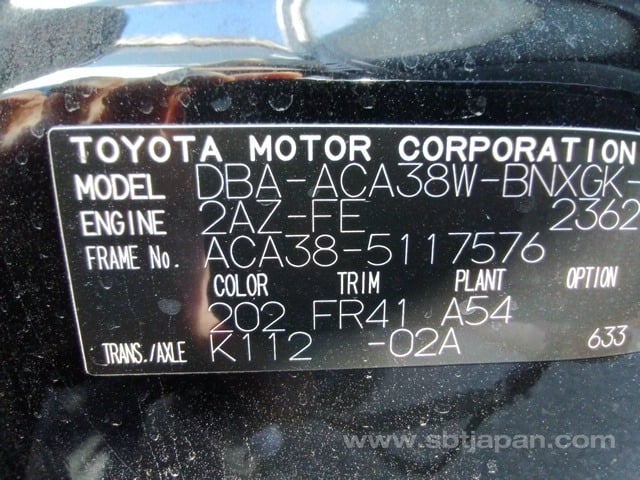 TOYOTA MOTOR CORPORATION
MODEL DBA-ACA38W-BNXGK-
ENGINE 2AZ-FE 2362
FRAME NO. ACA38-5117576
COLOR TRIM PLANT OPTION
202 FR41 A54
TRANS./AXLE K112 -02A 633
www.sbtjapan.com